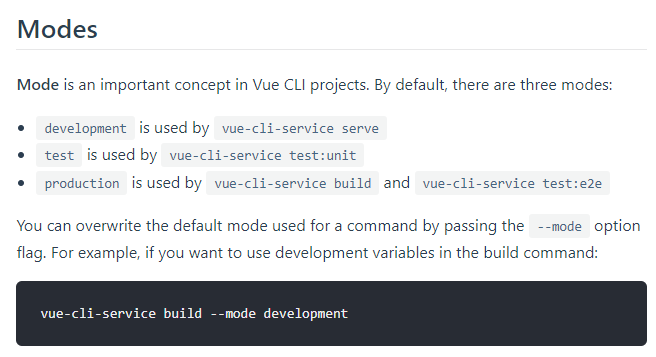 Modes
Mode is an important concept in Vue CLI projects. By default, there are three modes:
development is used by vue-cli-service serve
test is used by vue-cli-service test:unit
production is used by vue-cli-service build and vue-cli-service test:e2e
You can overwrite the default mode used for a command by passing the --mode option
flag. For example, if you want to use development variables in the build command:
vue-cli-service build --mode development